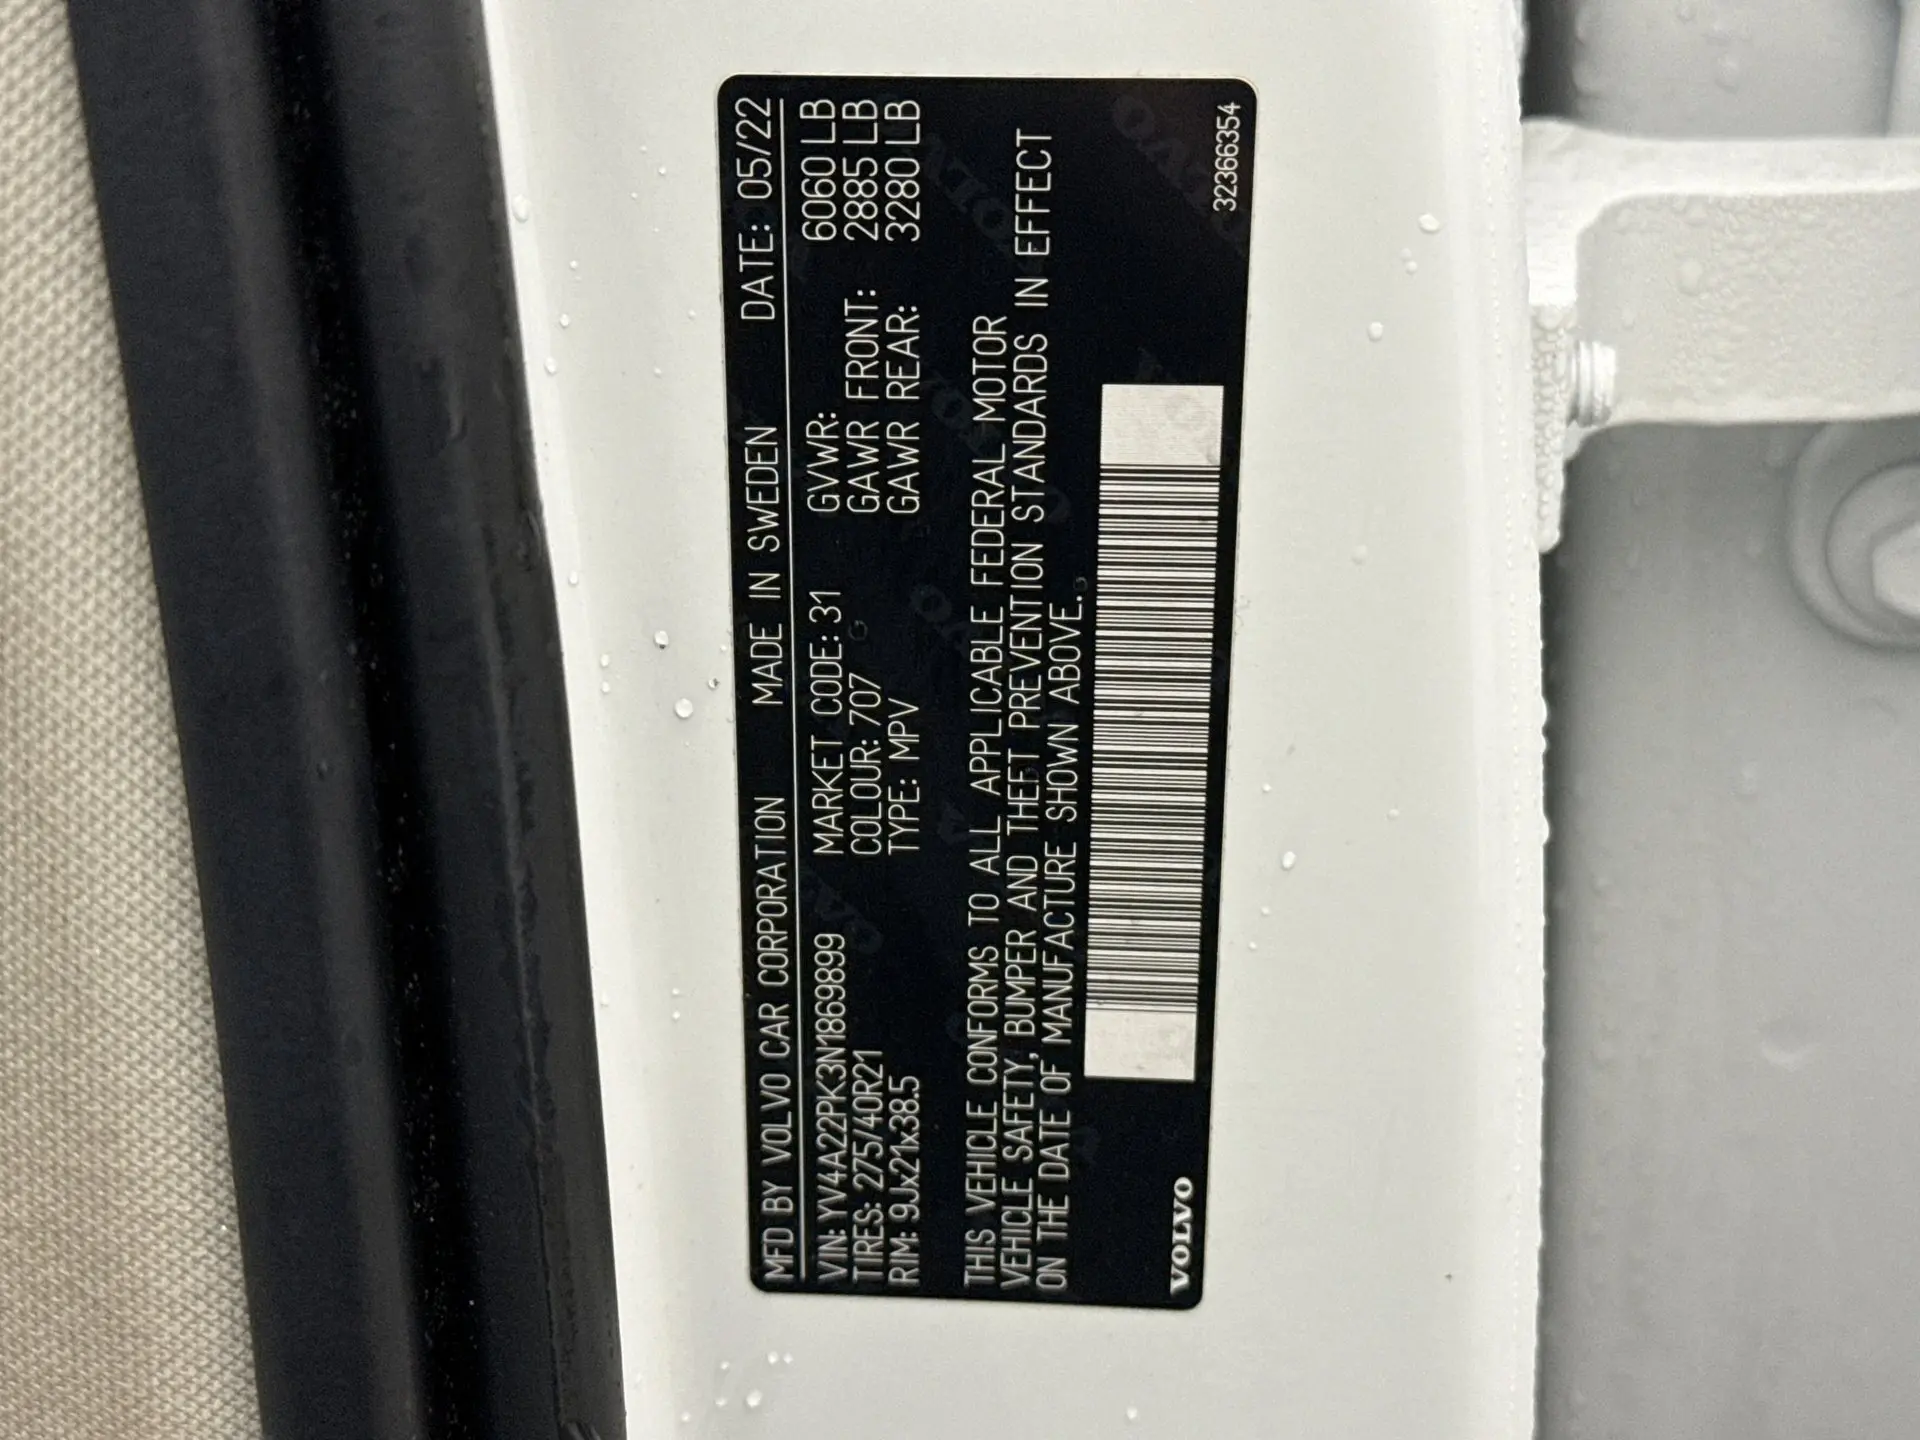 MFD BY VOLVO CAR CORPORATION MADE IN SWEDEN DATE: 05/22
VIN: YV4A22PK3N1869899 MARKET CODE: 31 GVWR: 6060 LB
TIRES: 275/40R21 COLOUR: 707 GAWR FRONT: 2885 LB
RIM: 9Jx21x38.5 TYPE: MPV GAWR REAR: 3280 LB
THIS VEHICLE CONFORMS TO ALL APPLICABLE FEDERAL MOTOR
VEHICLE SAFETY, BUMPER AND THEFT PREVENTION STANDARDS IN EFFECT
ON THE DATE OF MANUFACTURE SHOWN ABOVE.
VOLVO
32366354